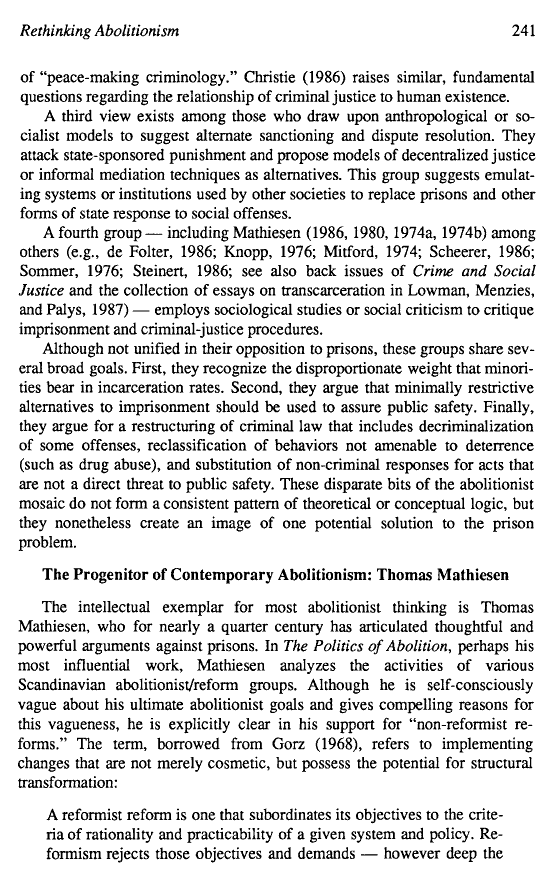 Rethinking Abolitionism 241
of “peace-making criminology.” Christie (1986) raises similar, fundamental
questions regarding the relationship of criminal justice to human existence.
A third view exists among those who draw upon anthropological or so-
cialist models to suggest alternate sanctioning and dispute resolution. They
attack state-sponsored punishment and propose models of decentralized justice
or informal mediation techniques as alternatives. This group suggests emulat-
ing systems or institutions used by other societies to replace prisons and other
forms of state response to social offenses.
A fourth group — including Mathiesen (1986, 1980, 1974a, 1974b) among
others (e.g., de Folter, 1986; Knopp, 1976; Mitford, 1974; Scheerer, 1986;
Sommer, 1976; Steinert, 1986; see also back issues of Crime and Social
Justice and the collection of essays on transcarceration in Lowman, Menzies,
and Palys, 1987) — employs sociological studies or social criticism to critique
imprisonment and criminal-justice procedures.
Although not unified in their opposition to prisons, these groups share sev-
eral broad goals. First, they recognize the disproportionate weight that minori-
ties bear in incarceration rates. Second, they argue that minimally restrictive
alternatives to imprisonment should be used to assure public safety. Finally,
they argue for a restructuring of criminal law that includes decriminalization
of some offenses, reclassification of behaviors not amenable to deterrence
(such as drug abuse), and substitution of non-criminal responses for acts that
are not a direct threat to public safety. These disparate bits of the abolitionist
mosaic do not form a consistent pattern of theoretical or conceptual logic, but
they nonetheless create an image of one potential solution to the prison
problem.
The Progenitor of Contemporary Abolitionism: Thomas Mathiesen
The intellectual exemplar for most abolitionist thinking is Thomas
Mathiesen, who for nearly a quarter century has articulated thoughtful and
powerful arguments against prisons. In The Politics of Abolition, perhaps his
most influential work, Mathiesen analyzes the activities of various
Scandinavian abolitionist/reform groups. Although he is self-consciously
vague about his ultimate abolitionist goals and gives compelling reasons for
this vagueness, he is explicitly clear in his support for “non-reformist re-
forms.” The term, borrowed from Gorz (1968), refers to implementing
changes that are not merely cosmetic, but possess the potential for structural
transformation:
A reformist reform is one that subordinates its objectives to the crite-
ria of rationality and practicability of a given system and policy. Re-
formism rejects those objectives and demands — however deep the